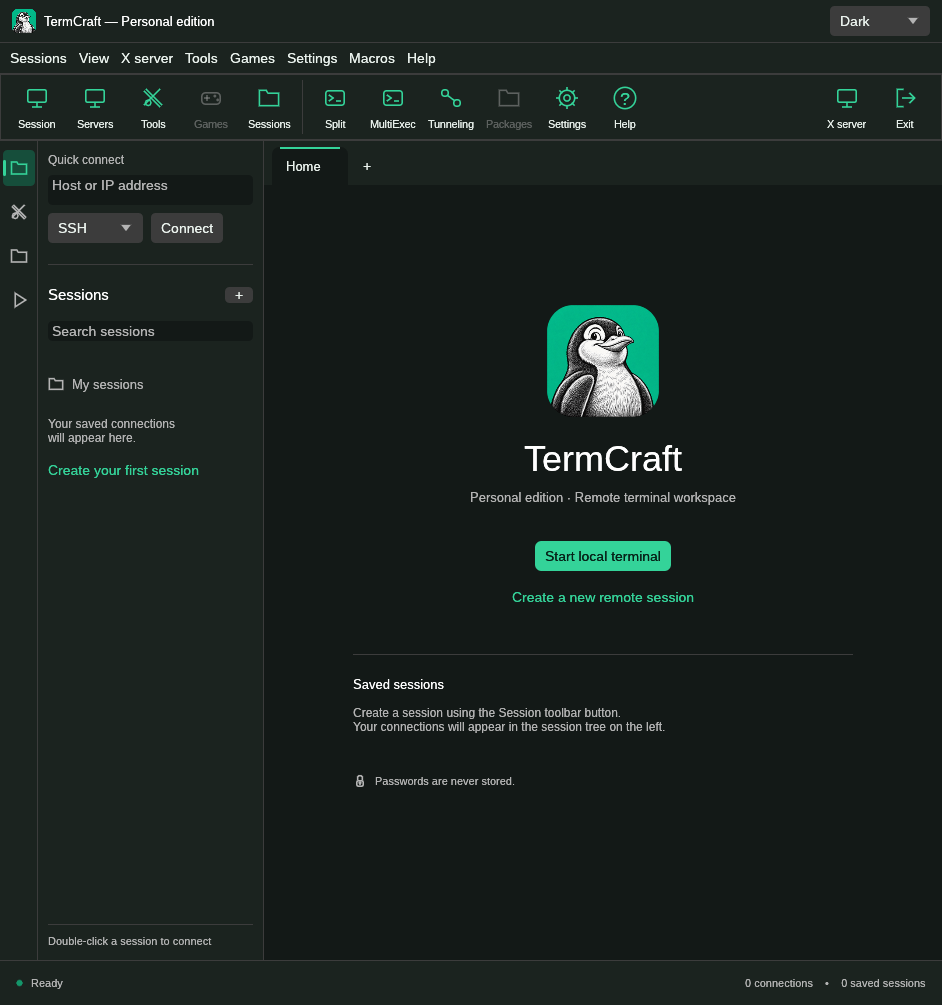 TermCraft — Personal edition
Dark
Sessions View X server Tools Games Settings Macros Help
Session Servers Tools Games Sessions Split MultiExec Tunneling Packages Settings Help X server Exit
Quick connect
Host or IP address
SSH Connect
Sessions +
Search sessions
My sessions
Your saved connections
will appear here.
Create your first session
Double-click a session to connect
Home +
TermCraft
Personal edition · Remote terminal workspace
Start local terminal
Create a new remote session
Saved sessions
Create a session using the Session toolbar button.
Your connections will appear in the session tree on the left.
Passwords are never stored.
Ready
0 connections • 0 saved sessions